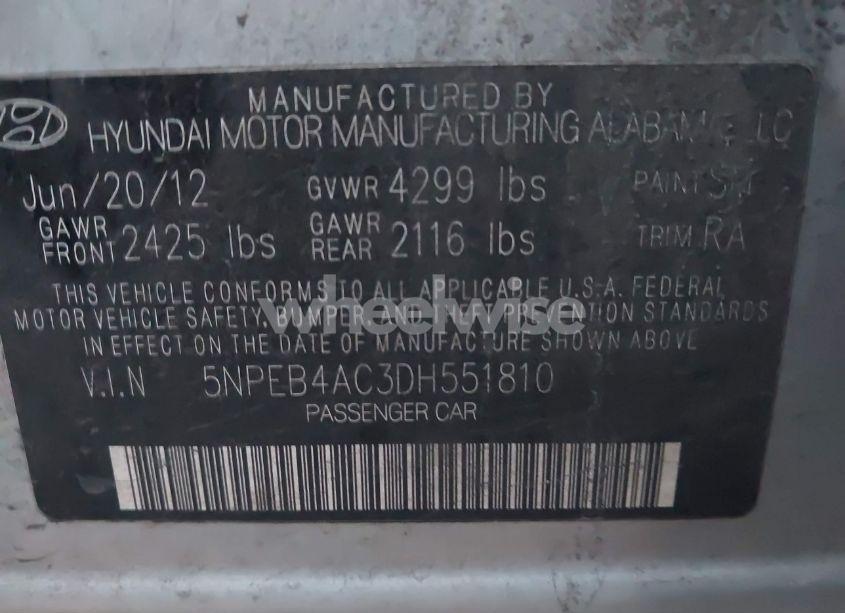 MANUFACTURED BY
HYUNDAI MOTOR MANUFACTURING ALABAMA LLC
Jun/20/12 GVWR 4299 lbs PAINT
GAWR FRONT 2425 lbs GAWR REAR 2116 lbs TRIM RA
THIS VEHICLE CONFORMS TO ALL APPLICABLE U.S.A. FEDERAL
MOTOR VEHICLE SAFETY, BUMPER, AND THEFT PREVENTION STANDARDS
IN EFFECT ON THE DATE OF MANUFACTURE SHOWN ABOVE
V.I.N 5NPEB4AC3DH551810
PASSENGER CAR
wheelwise